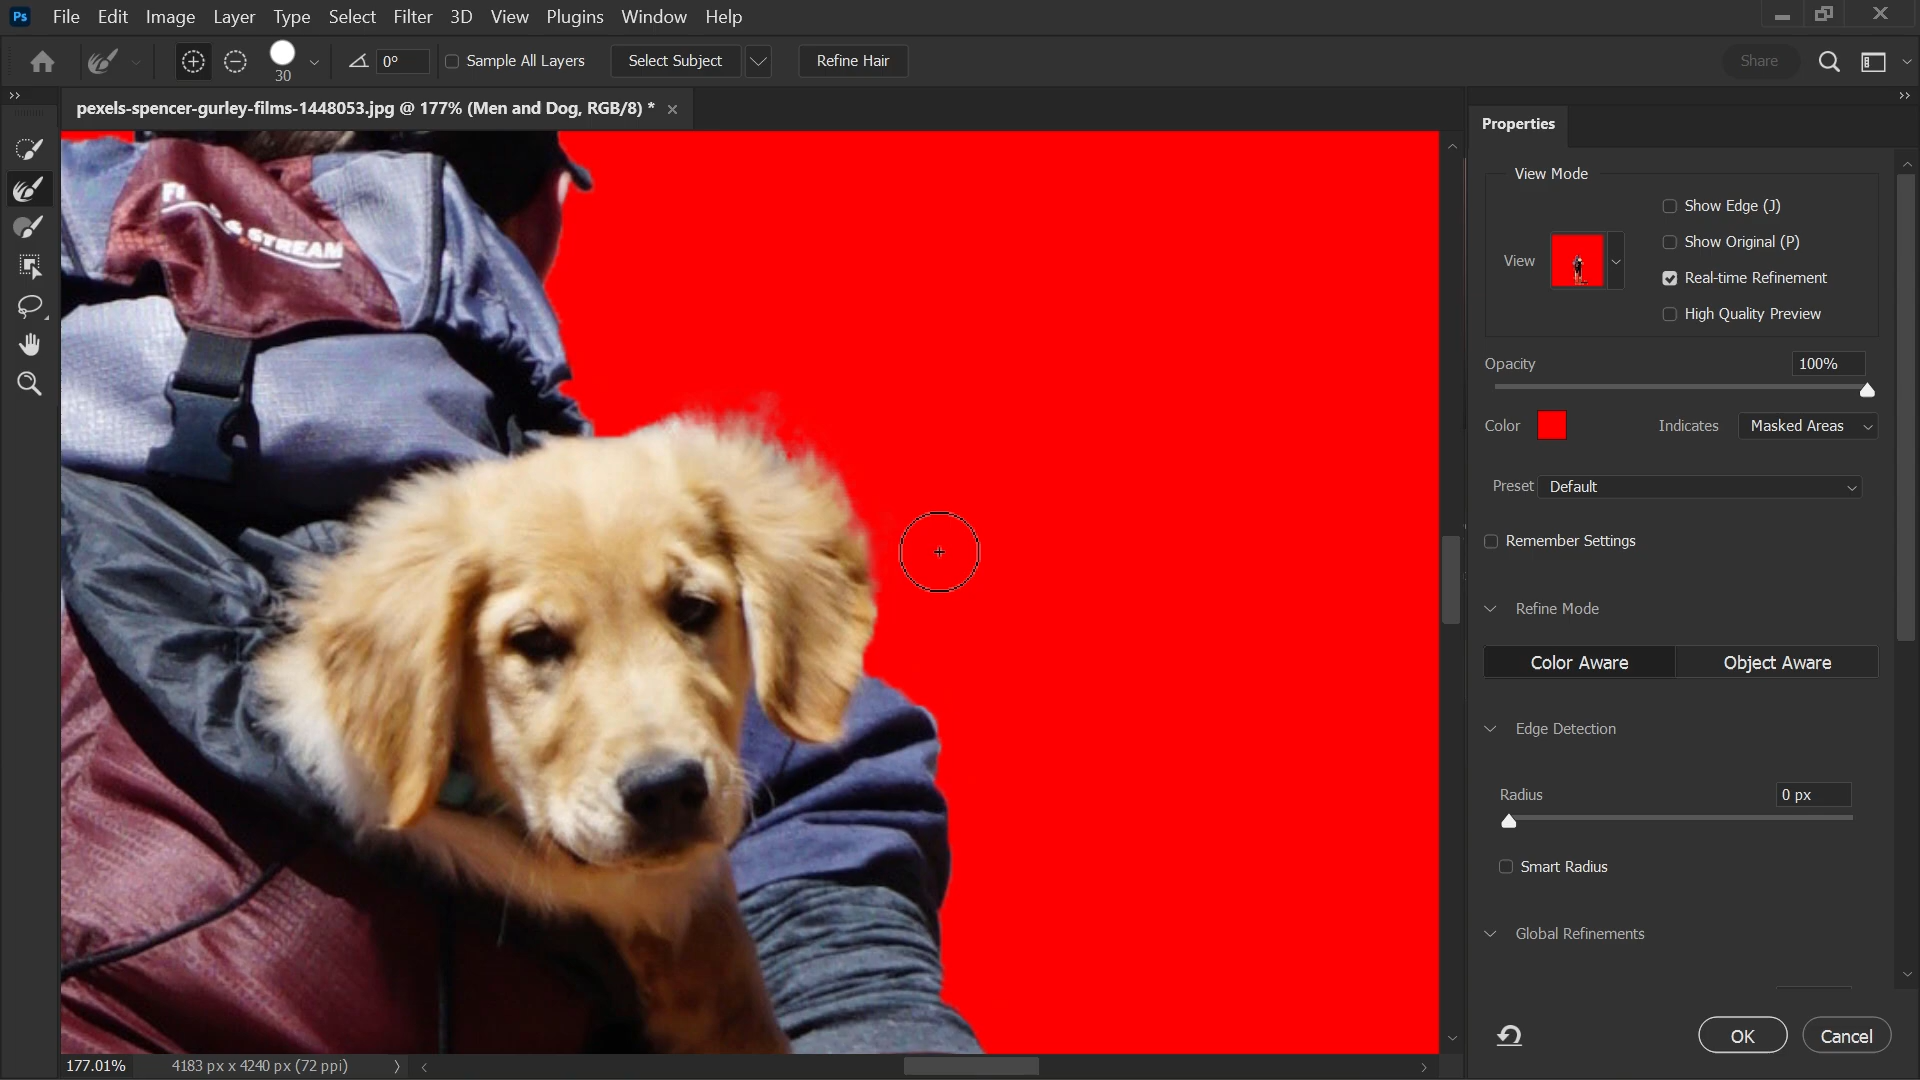 Ps File Edit Image Layer Type Select Filter 3D View Plugins Window Help
30 0° Sample All Layers Select Subject Refine Hair Share
pexels-spencer-gurley-films-1448053.jpg @ 177% (Men and Dog, RGB/8) *
Properties
View Mode
Show Edge (J)
Show Original (P)
View
Real-time Refinement
High Quality Preview
Opacity 100%
Color Indicates Masked Areas
Preset Default
Remember Settings
Refine Mode
Color Aware Object Aware
Edge Detection
Radius 0 px
Smart Radius
Global Refinements
OK Cancel
STREAM
177.01% 4183 px x 4240 px (72 ppi)